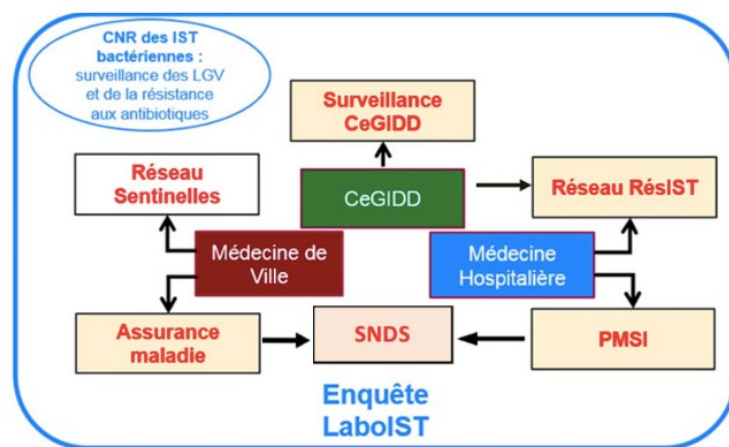 CNR des IST
bactériennes :
surveillance des LGV
et de la résistance
aux antibiotiques
Surveillance
CeGIDD
Réseau
Sentinelles
CeGIDD
Réseau RésIST
Médecine de
Ville
Médecine
Hospitalière
Assurance
maladie
SNDS
PMSI
Enquête
LaboIST